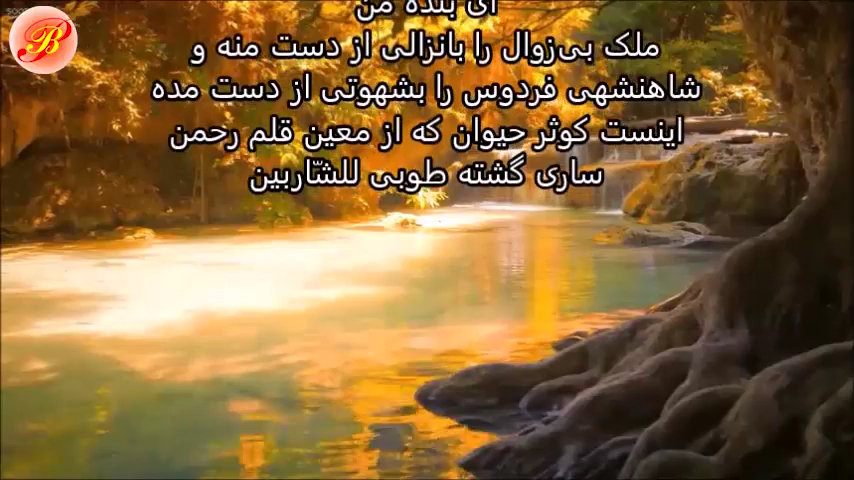 ای بنده من
ملک بی‌زوال را بانزالی از دست منه و
شاهنشهی فردوس را بشهوتی از دست مده
اینست کوثر حیوان که از معین قلم رحمن
ساری گشته طوبی للشّاربین
B